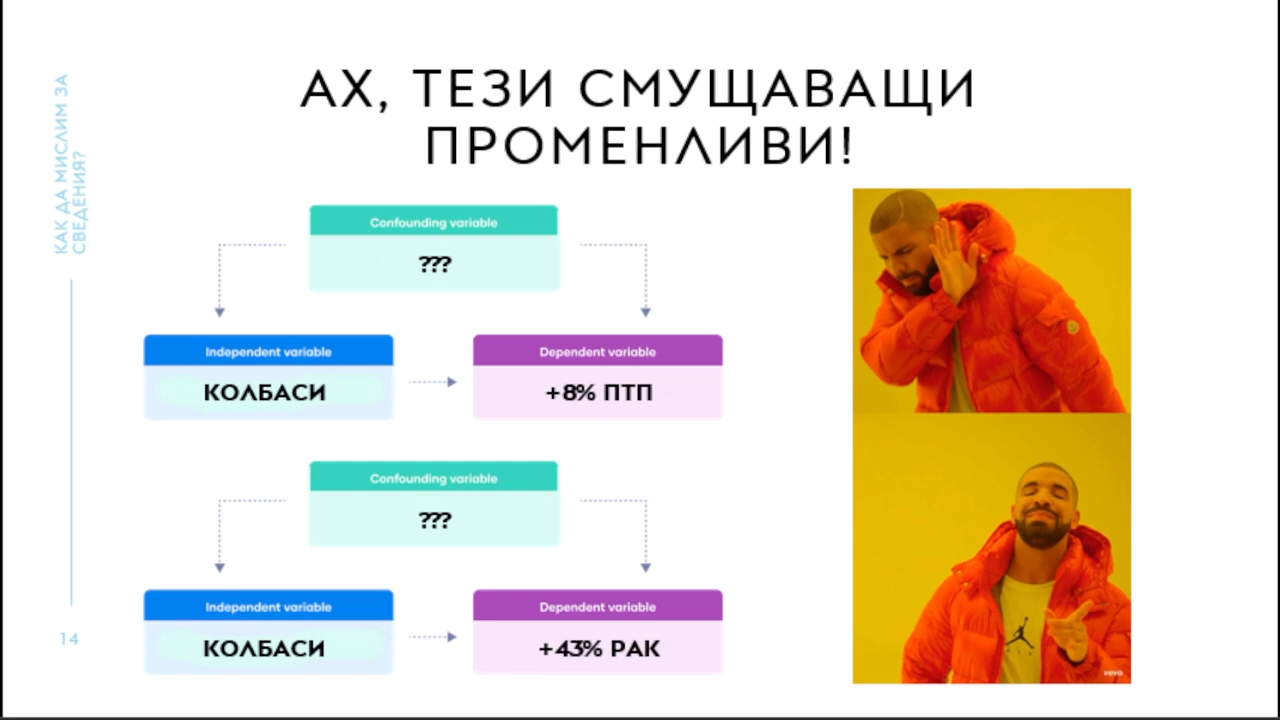 КАК ДА МИСЛИМ ЗА
СВЕДЕНИЯ?
14
АХ, ТЕЗИ СМУЩАВАЩИ
ПРОМЕНЛИВИ!
Confounding variable
???
Independent variable
КОЛБАСИ
Dependent variable
+8% ПТП
Confounding variable
???
Independent variable
КОЛБАСИ
Dependent variable
+43% РАК
vevo